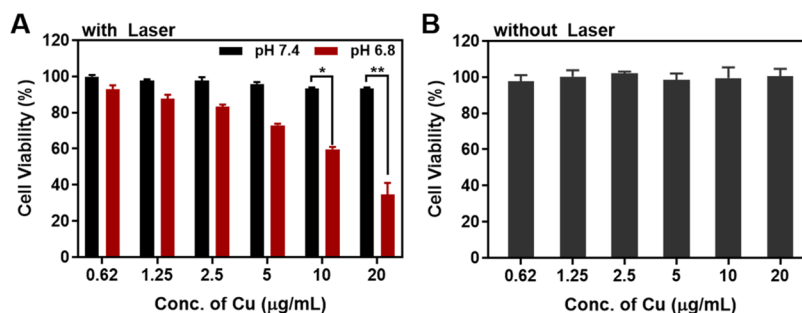 A
with Laser
pH 7.4 pH 6.8
Cell Viability (%)
120
100
80
60
40
20
0
*
**
0.62 1.25 2.5 5 10 20
Conc. of Cu (μg/mL)
B
without Laser
Cell Viability (%)
120
100
80
60
40
20
0
0.62 1.25 2.5 5 10 20
Conc. of Cu (μg/mL)